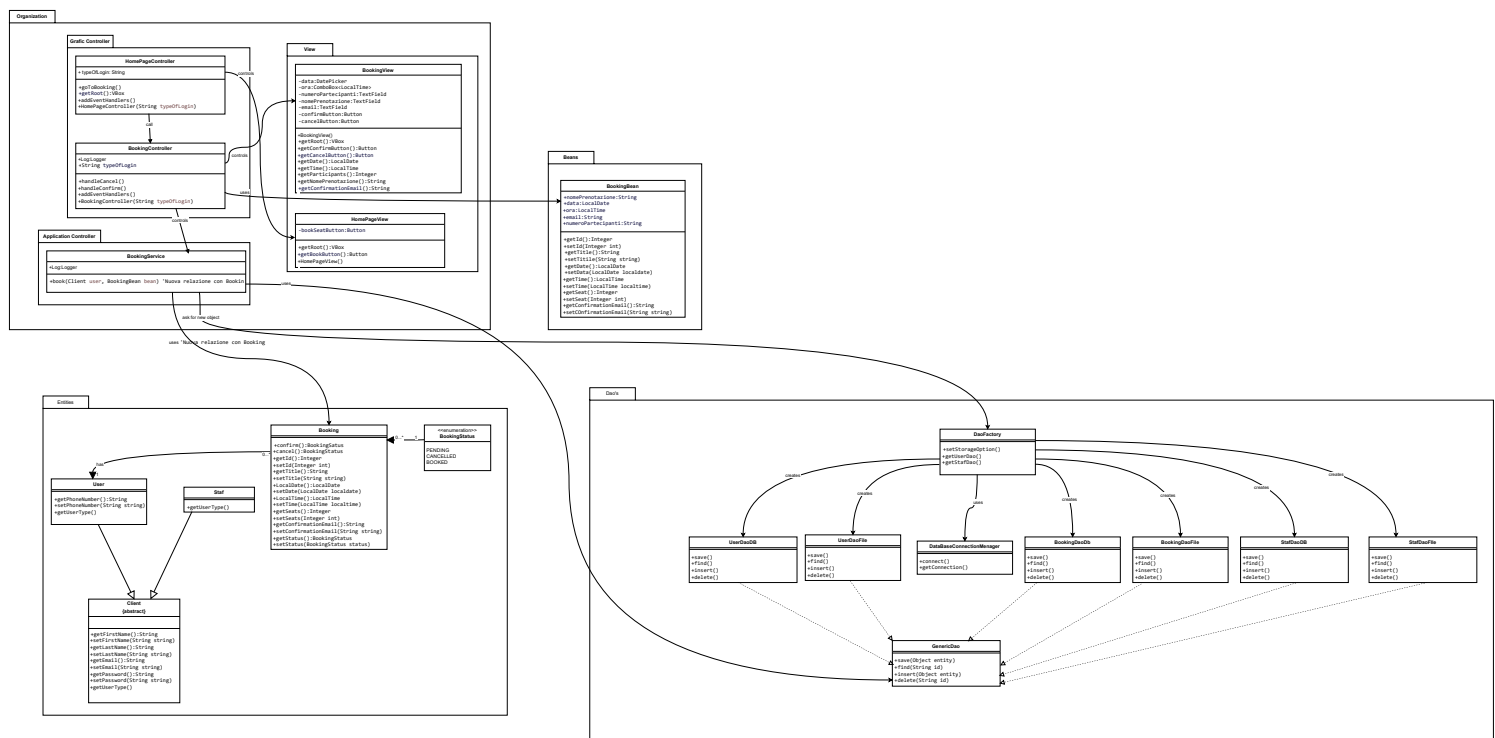 Organization
Grafic Controller
HomePageController
+ typeOfLogin: String
+goToBooking()
+getRoot():VBox
+addEventHandlers()
+HomePageController(String typeOfLogin)
controls
call
BookingController
+Log:Logger
+String typeOfLogin
+handleCancel()
+handleConfirm()
+addEventHandlers()
+BookingController(String typeOfLogin)
controls
uses
controls
Application Controller
BookingService
+Log:Logger
+book(Client user, BookingBean bean) 'Nuova relazione con Bookin
uses
ask for new object
uses 'Nuova relazione con Booking
View
BookingView
-data:DatePicker
-ora:ComboBox<LocalTime>
-numeroPartecipanti:TextField
-nomePrenotazione:TextField
-email:TextField
-confirmButton:Button
-cancelButton:Button
+BookingView()
+getRoot():VBox
+getConfirmButton():Button
+getCancelButton():Button
+getDate():LocalDate
+getTime():LocalTime
+getParticipants():Integer
+getNomePrenotazione():String
+getConfirmationEmail():String
HomePageView
-bookSeatButton:Button
+getRoot():VBox
+getBookButton():Button
+HomePageView()
Beans
BookingBean
+nomePrenotazione:String
+data:LocalDate
+ora:LocalTime
+email:String
+numeroPartecipanti:String
+getId():Integer
+setId(Integer int)
+getTitle():String
+setTitile(String string)
+getDate():LocalDate
+setData(LocalDate localdate)
+getTime():LocalTime
+setTime(LocalTime localtime)
+getSeat():Integer
+setSeat(Integer int)
+getConfirmationEmail():String
+setCOnfirmationEmail(String string)
Entities
Booking
+confirm():BookingSatus
+cancel():BookingStatus
+getId():Integer
+setId(Integer int)
+getTitle():String
+setTitle(String string)
+LocalDate():LocalDate
+setDate(LocalDate localdate)
+LocalTime():LocalTime
+setTime(LocalTime localtime)
+getSeats():Integer
+setSeats(Integer int)
+getConfirmationEmail():String
+setConfirmationEmail(String string)
+getStatus():BookingStatus
+setStatus(BookingStatus status)
<<enumeration>>
BookingStatus
PENDING
CANCELLED
BOOKED
has
User
+getPhoneNumber():String
+setPhoneNumber(String string)
+getUserType()
Staf
+getUserType()
Client
{abstract}
+getFirstName():String
+setFirstName(String string)
+getLastName():String
+setLastName(String string)
+getEmail():String
+setEmail(String string)
+getPassword():String
+setPassword(String string)
+getUserType()
Dao's
DaoFactory
+setStorageOption()
+getUserDao()
+getStafDao()
creates
creates
uses
creates
creates
creates
creates
UserDaoDB
+save()
+find()
+insert()
+delete()
UserDaoFile
+save()
+find()
+insert()
+delete()
DataBaseConnectionMenager
+connect()
+getConnection()
BookingDaoDb
+save()
+find()
+insert()
+delete()
BookingDaoFile
+save()
+find()
+insert()
+delete()
StafDaoDB
+save()
+find()
+insert()
+delete()
StafDaoFile
+save()
+find()
+insert()
+delete()
GenericDao
+save(Object entity)
+find(String id)
+insert(Object entity)
+delete(String id)